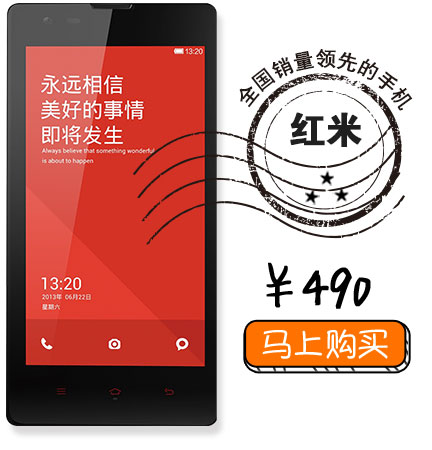 13:20
永远相信
美好的事情
即将发生
Always believe that something wonderful
is about to happen
13:20
2013年 06月22日
星期六
全国销量领先的手机
红米
￥490
马上购买